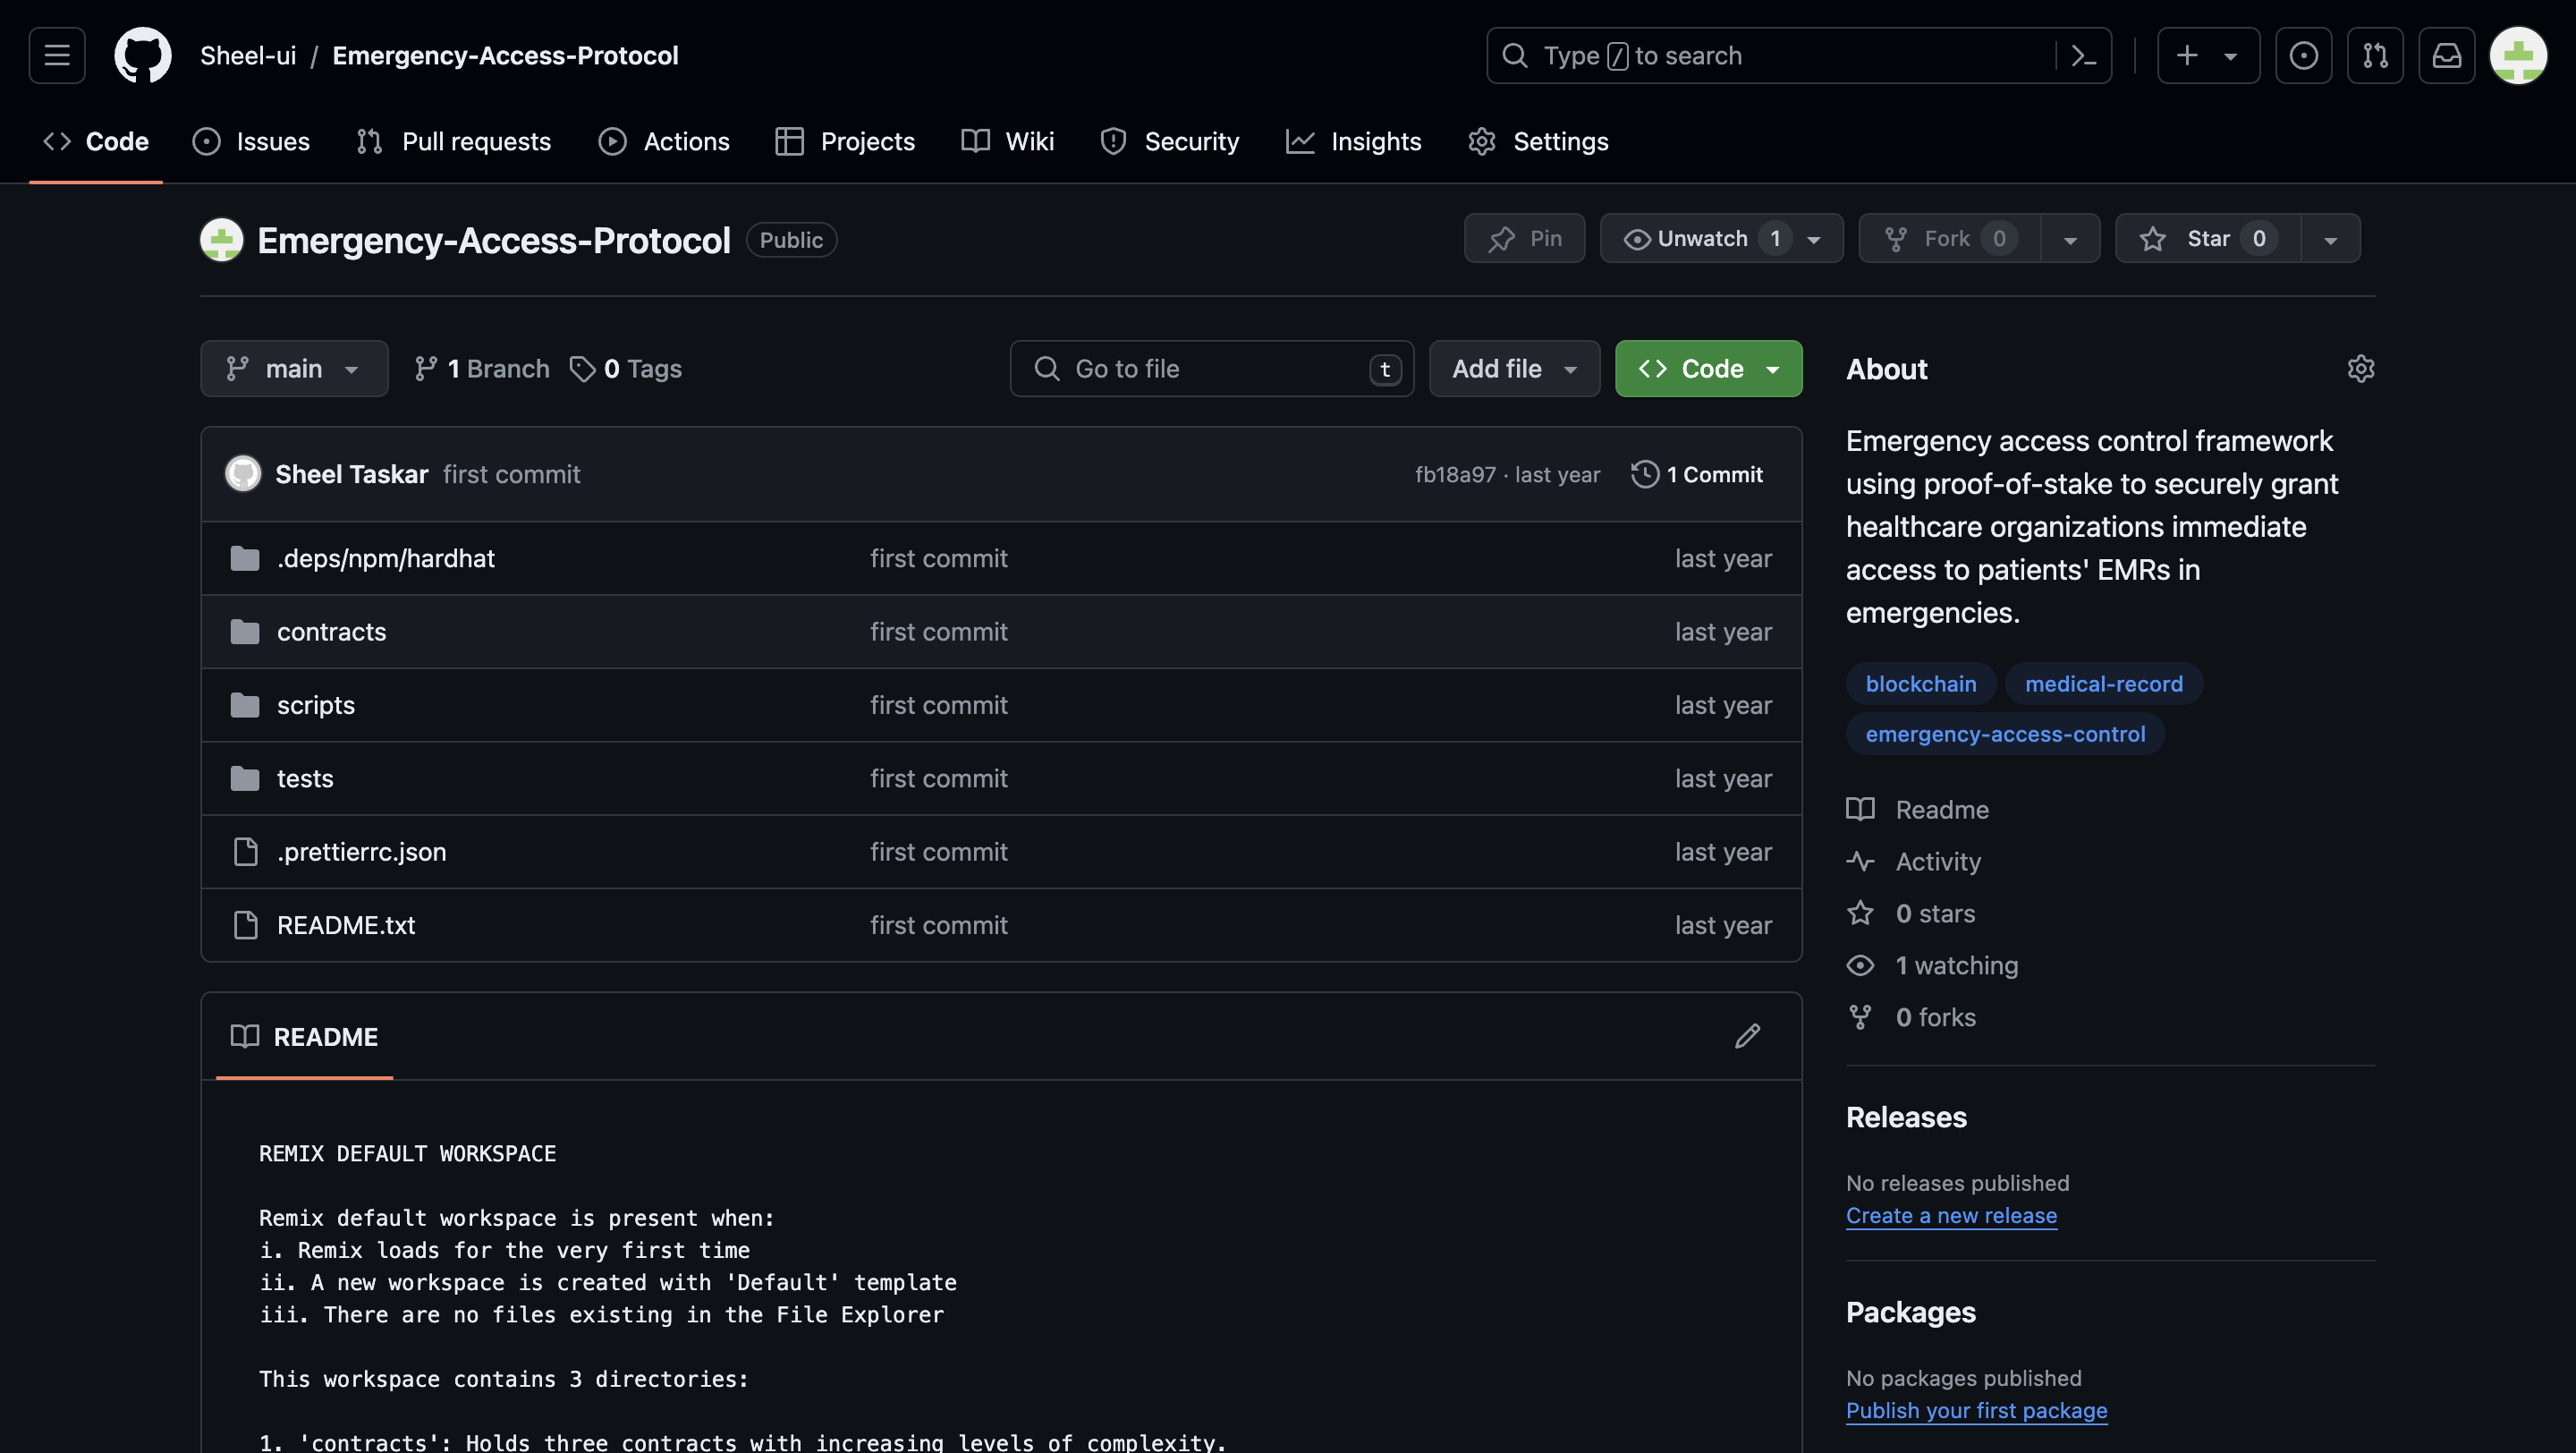 Sheel-ui / Emergency-Access-Protocol
Type / to search
Code
Issues
Pull requests
Actions
Projects
Wiki
Security
Insights
Settings
Emergency-Access-Protocol
Public
Pin
Unwatch 1
Fork 0
Star 0
main
1 Branch
0 Tags
Go to file
t
Add file
Code
Sheel Taskar first commit
fb18a97 · last year
1 Commit
.deps/npm/hardhat first commit last year
contracts first commit last year
scripts first commit last year
tests first commit last year
.prettierrc.json first commit last year
README.txt first commit last year
README
REMIX DEFAULT WORKSPACE
Remix default workspace is present when:
i. Remix loads for the very first time
ii. A new workspace is created with 'Default' template
iii. There are no files existing in the File Explorer
This workspace contains 3 directories:
1. 'contracts': Holds three contracts with increasing levels of complexity.
About
Emergency access control framework
using proof-of-stake to securely grant
healthcare organizations immediate
access to patients' EMRs in
emergencies.
blockchain
medical-record
emergency-access-control
Readme
Activity
0 stars
1 watching
0 forks
Releases
No releases published
Create a new release
Packages
No packages published
Publish your first package